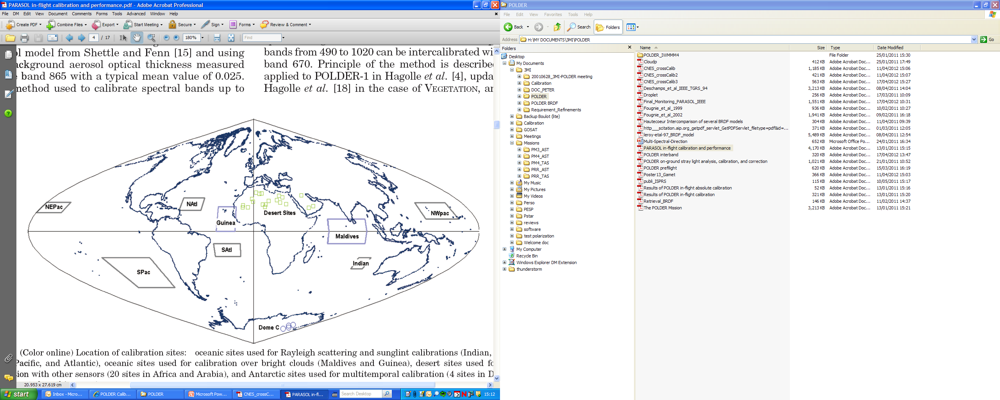 PARASOL in-flight calibration and performance.pdf - Adobe Acrobat Professional
File DM Edit View Document Comments Forms Tools Advanced Window Help
Create PDF Combine Files Export Start Meeting Secure Sign Forms Review & Comment
4 / 17 180% Find
ol model from Shettle and Fenn [15] and using
ackground aerosol optical thickness measured
band 865 with a typical mean value of 0.025.
method used to calibrate spectral bands up to
bands from 490 to 1020 can be intercalibrated wi
band 670. Principle of the method is describe
applied to POLDER-1 in Hagolle et al. [4], upda
Hagolle et al. [18] in the case of VEGETATION, an
NEPac
NAtl
Guinea
Desert Sites
NWpac
Maldives
SAtl
SPac
Indian
Dome C
(Color online) Location of calibration sites: oceanic sites used for Rayleigh scattering and sunglint calibrations (Indian,
Pacific, and Atlantic), oceanic sites used for calibration over bright clouds (Maldives and Guinea), desert sites used fo
sion with other sensors (20 sites in Africa and Arabia), and Antarctic sites used for multitemporal calibration (4 sites in D
20.953 x 27.619 cm
start Inbox - Micro... POLDER Calib... POLDER Microsoft Pow... CNES_crossC... PARASOL in-fl... Search Desktop 15:12
POLDER
File Edit View Favorites Tools Help
Back Search Folders
Address H:\MY DOCUMENTS\3MI\POLDER Go
Folders
Desktop
My Documents
3MI
20010628_3MI-POLDER meeting
Calibration
DOC_PETER
POLDER
POLDER BRDF
Requirement_Refinements
Backup Boulot (lite)
Calibration
GOSAT
Meetings
Missions
PM3_AST
PM4_AST
PM4_TAS
PRR_AST
PRR_TAS
My Music
My Pictures
My Videos
Perso
PESP
Pstar
reviews
software
test polarization
Welcome doc
My Computer
Recycle Bin
Windows Explorer DM Extension
thunderstorm
Name Size Type Date Modified
POLDER_IWMMM4 File Folder 25/01/2011 15:30
Cloudp 412 KB Adobe Acrobat Doc... 25/01/2011 17:49
CNES_crossCalib 1,185 KB Adobe Acrobat Doc... 11/04/2012 15:06
CNES_crossCalib2 421 KB Adobe Acrobat Doc... 11/04/2012 15:07
CNES_crossCalib3 563 KB Adobe Acrobat Doc... 17/04/2012 15:27
Deschamps_et_al_IEEE_TGRS_94 3,213 KB Adobe Acrobat Doc... 08/04/2011 14:04
Droplet 256 KB Adobe Acrobat Doc... 17/03/2011 10:09
Final_Monitoring_PARASOL_IEEE 1,551 KB Adobe Acrobat Doc... 17/04/2012 10:31
Fougnie_et_al_1999 936 KB Adobe Acrobat Doc... 10/02/2011 10:27
Fougnie_et_al_2002 1,941 KB Adobe Acrobat Doc... 09/02/2011 16:18
Hautecoeur Intercomparison of several BRDF models 304 KB Adobe Acrobat Doc... 11/04/2011 09:39
http___scitation.aip.org_getpdf_servlet_GetPDFServlet_filetype=pdf&id=... 371 KB Adobe Acrobat Doc... 01/03/2011 12:05
leroy-etal-97_BRDF_model 5,489 KB Adobe Acrobat Doc... 08/04/2011 12:54
Multi-Spectral-Direction 652 KB Microsoft Office Po... 24/01/2011 16:34
PARASOL in-flight calibration and performance 4,170 KB Adobe Acrobat Doc... 13/01/2011 15:15
POLDER interband 320 KB Adobe Acrobat Doc... 17/04/2012 13:47
POLDER on-ground stray light analysis, calibration, and correction 1,021 KB Adobe Acrobat Doc... 21/01/2011 10:52
POLDER preflight 620 KB Adobe Acrobat Doc... 15/03/2011 16:19
Poster13_Gamet 366 KB Adobe Acrobat Doc... 11/04/2012 15:03
publi_ISPRS 115 KB Adobe Acrobat Doc... 10/05/2011 15:17
Results of POLDER in-flight absolute calibration 52 KB Adobe Acrobat Doc... 13/01/2011 15:16
Results of POLDER in-flight calibration 321 KB Adobe Acrobat Doc... 13/01/2011 15:20
Retrieval_BRDF 146 KB Adobe Acrobat Doc... 11/02/2011 14:37
The POLDER Mission 3,213 KB Adobe Acrobat Doc... 13/01/2011 15:21